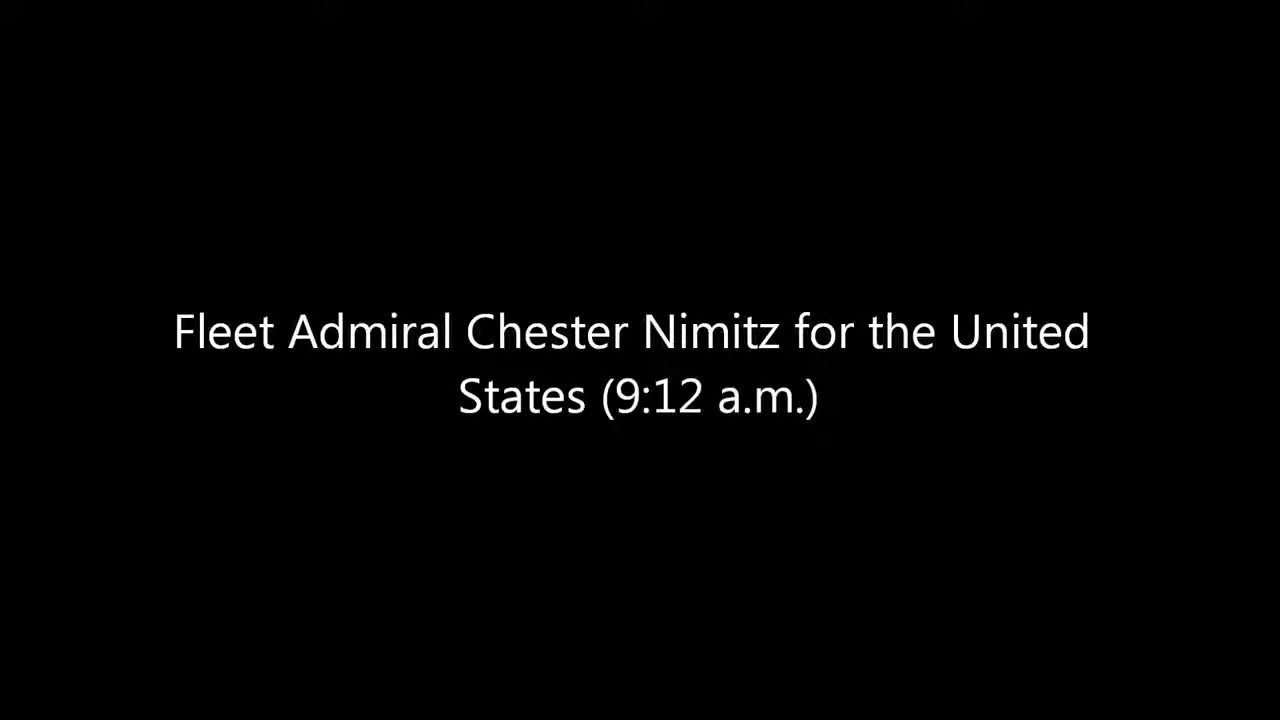 Fleet Admiral Chester Nimitz for the United
States (9:12 a.m.)